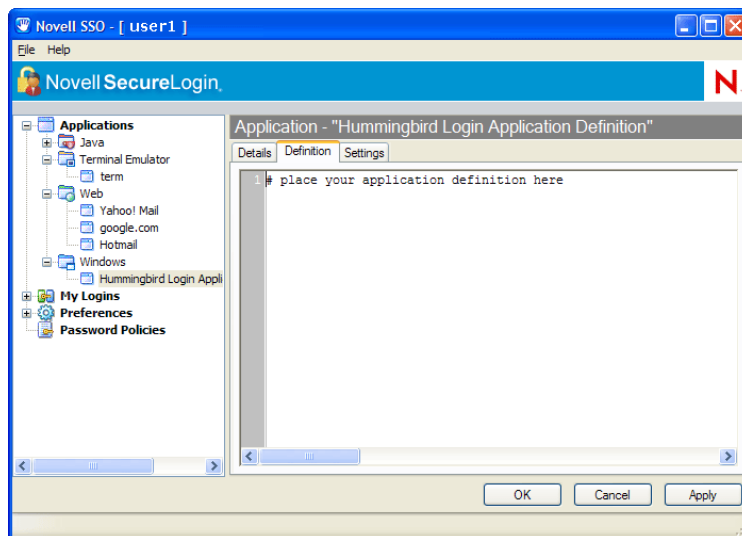 Novell SSO - [ user1 ]
File Help
Novell SecureLogin.
N
Applications
Java
Terminal Emulator
term
Web
Yahoo! Mail
google.com
Hotmail
Windows
Hummingbird Login Appli
My Logins
Preferences
Password Policies
Application - "Hummingbird Login Application Definition"
Details Definition Settings
1 # place your application definition here
OK Cancel Apply